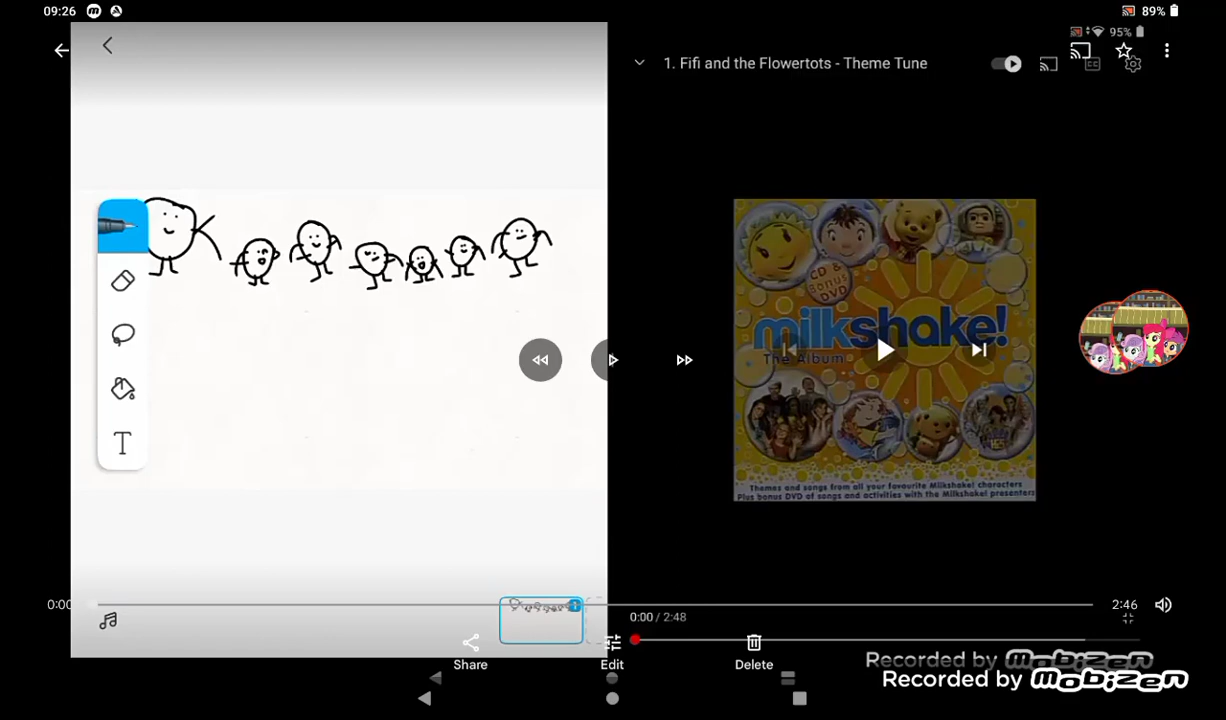 09:26
89%
95%
1. Fifi and the Flowertots - Theme Tune
CC
CD &
Bonus
DVD
milkshake!
The Album
Themes and songs from all your favourite Milkshake! characters
Plus bonus DVD of songs and activities with the Milkshake! presenters
T
0:00
2:46
0:00 / 2:48
Share
Edit
Delete
Recorded by Mobizen
Recorded by Mobizen